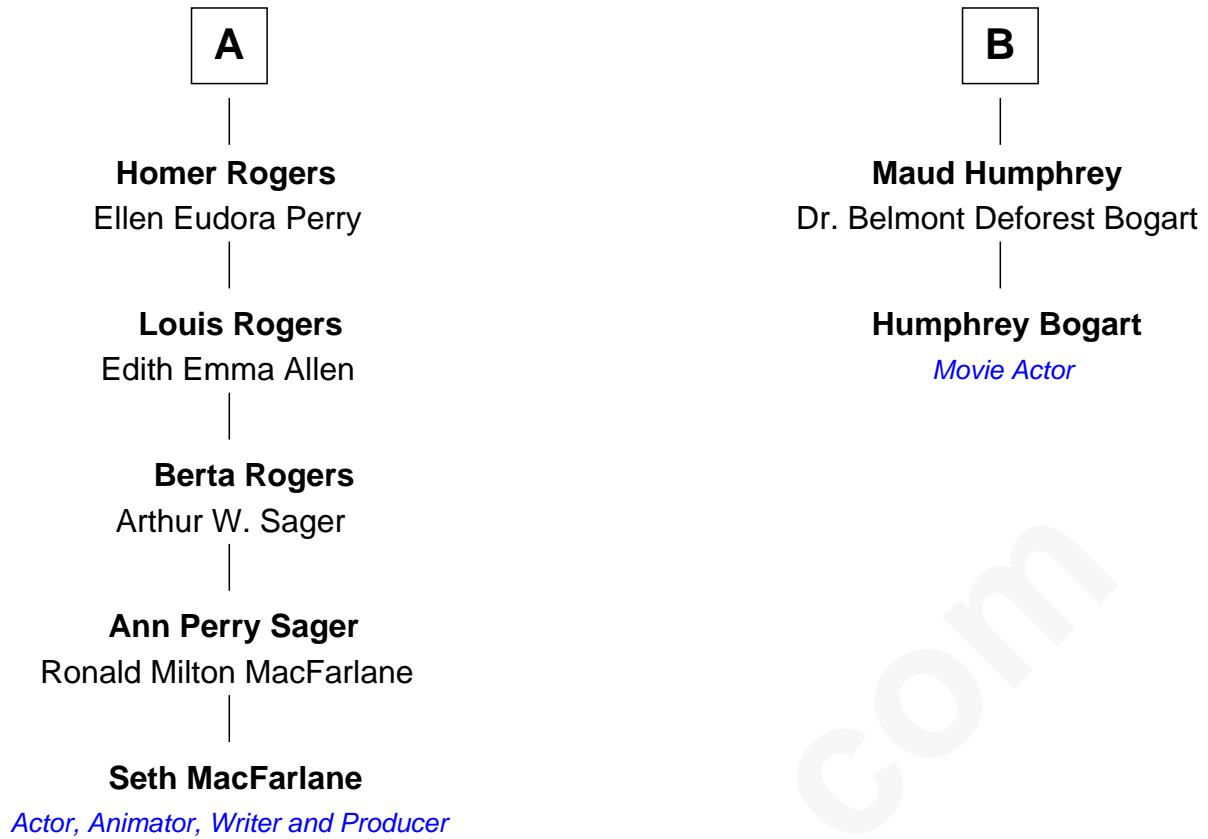 A
Homer Rogers
Ellen Eudora Perry
Louis Rogers
Edith Emma Allen
Berta Rogers
Arthur W. Sager
Ann Perry Sager
Ronald Milton MacFarlane
Seth MacFarlane
Actor, Animator, Writer and Producer
B
Maud Humphrey
Dr. Belmont Deforest Bogart
Humphrey Bogart
Movie Actor
com